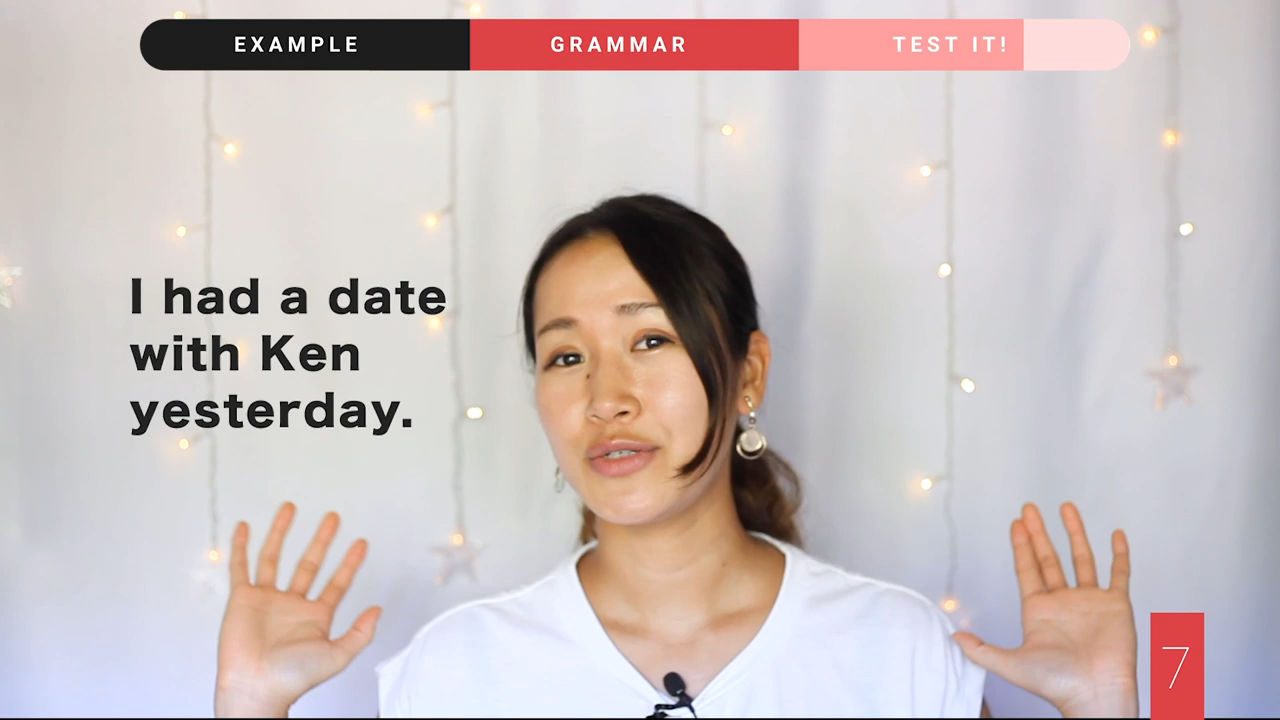 EXAMPLE GRAMMAR TEST IT!
I had a date
with Ken
yesterday.
7